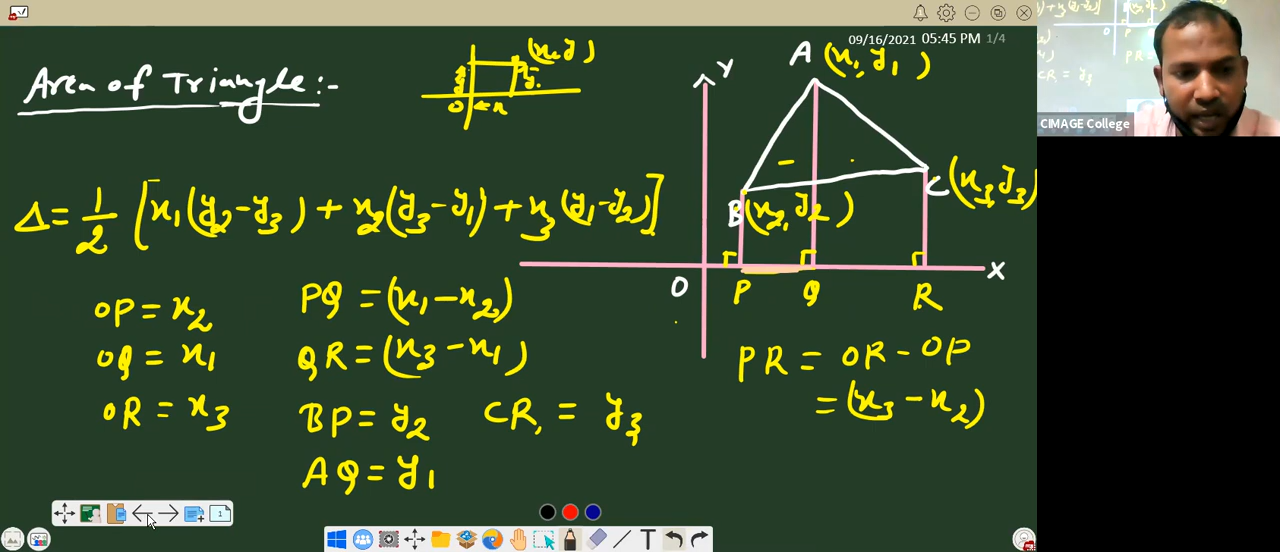 09/16/2021 05:45 PM 1/4
Area of Triangle:-
(x,y)
y
y
O
x
Y
A (x1, y1)
B (x2, y2)
C (x3, y3)
O P Q R X
Δ = 1/2 [x1(y2-y3) + x2(y3-y1) + x3(y1-y2)]
OP = x2
OQ = x1
OR = x3
PQ = (x1-x2)
QR = (x3-x1)
BP = y2
CR, = y3
AQ = y1
PR = OR - OP
= (x3-x2)
CIMAGE College
1
T